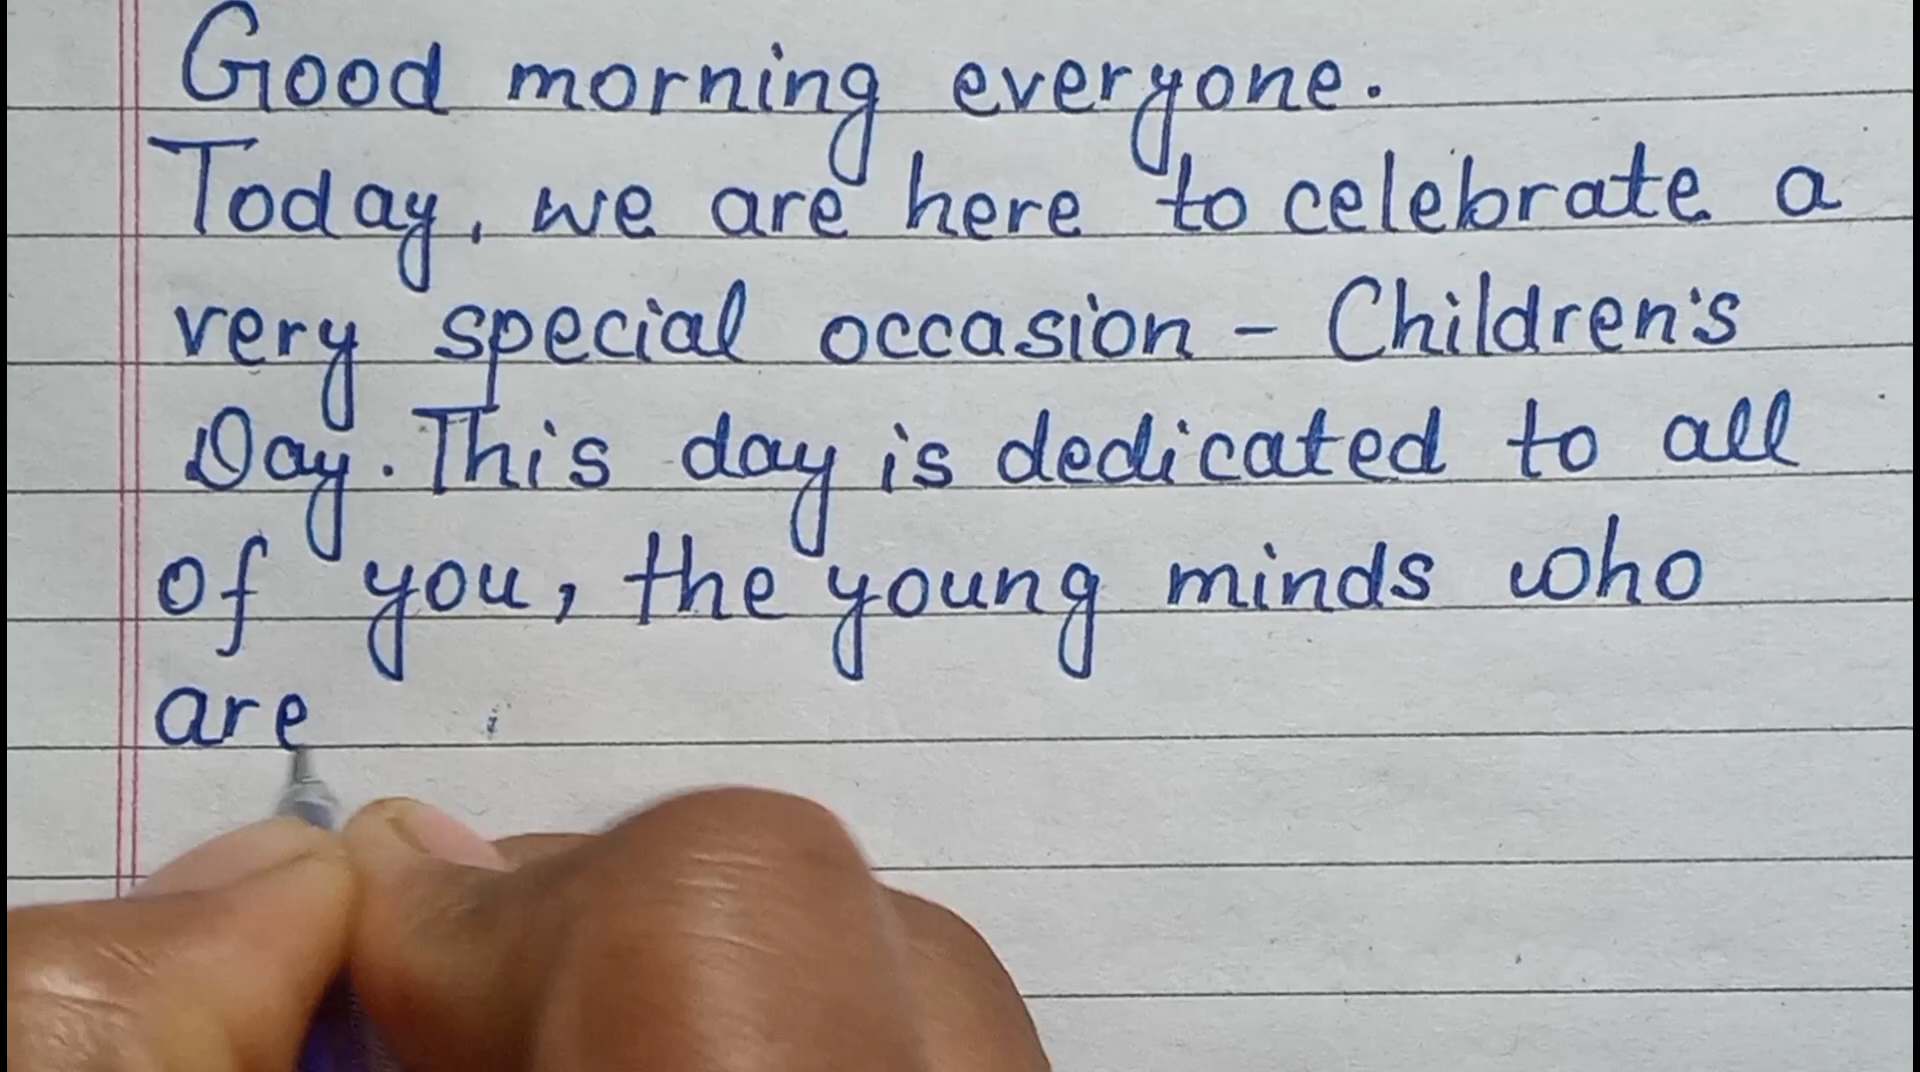 Good morning everyone.
Today, we are here to celebrate a
very special occasion - Children's
Day. This day is dedicated to all
of you, the young minds who
are